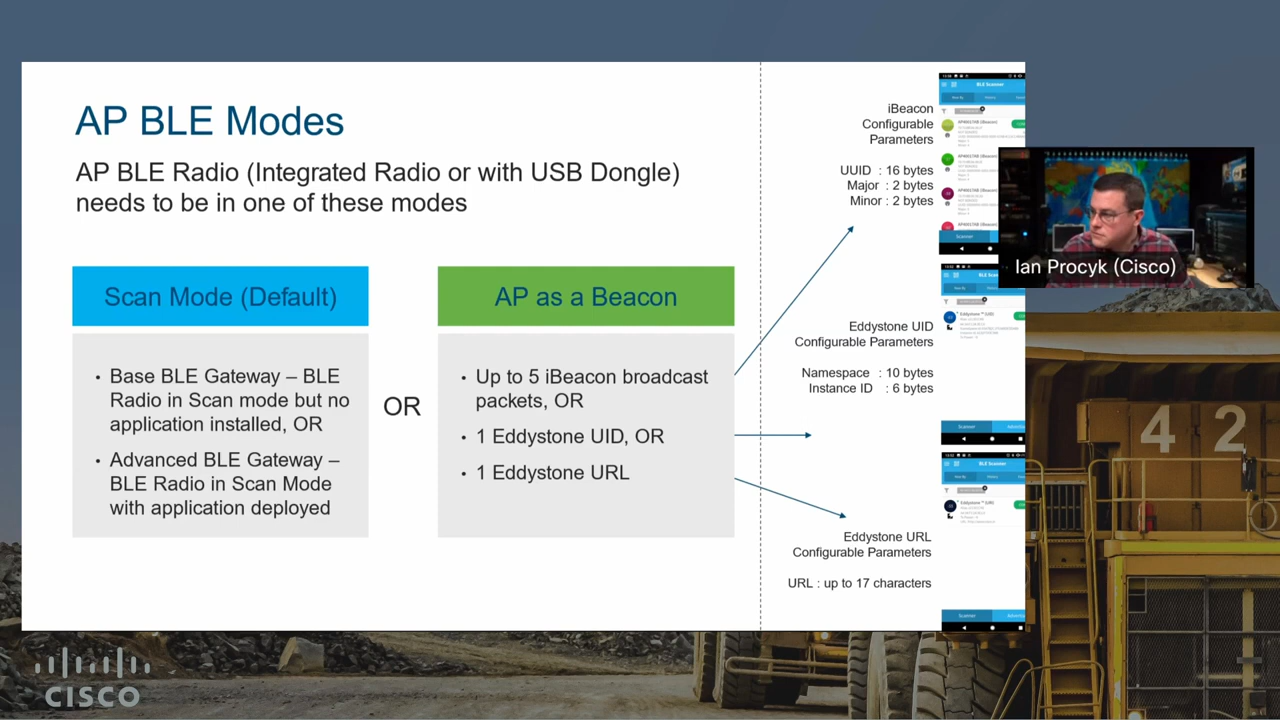 AP BLE Modes
AP BLE Radio (integrated Radio or with USB Dongle)
needs to be in one of these modes
Scan Mode (Default)
• Base BLE Gateway – BLE
Radio in Scan mode but no
application installed, OR
• Advanced BLE Gateway –
BLE Radio in Scan Mode
with application deployed
OR
AP as a Beacon
• Up to 5 iBeacon broadcast
packets, OR
• 1 Eddystone UID, OR
• 1 Eddystone URL
iBeacon
Configurable
Parameters
UUID : 16 bytes
Major : 2 bytes
Minor : 2 bytes
Eddystone UID
Configurable Parameters
Namespace : 10 bytes
Instance ID : 6 bytes
Eddystone URL
Configurable Parameters
URL : up to 17 characters
BLE Scanner
Scanner
BLE Sca
Scanner
BLE Scanner
Scanner
Ian Procyk (Cisco)
4 2
CISCO